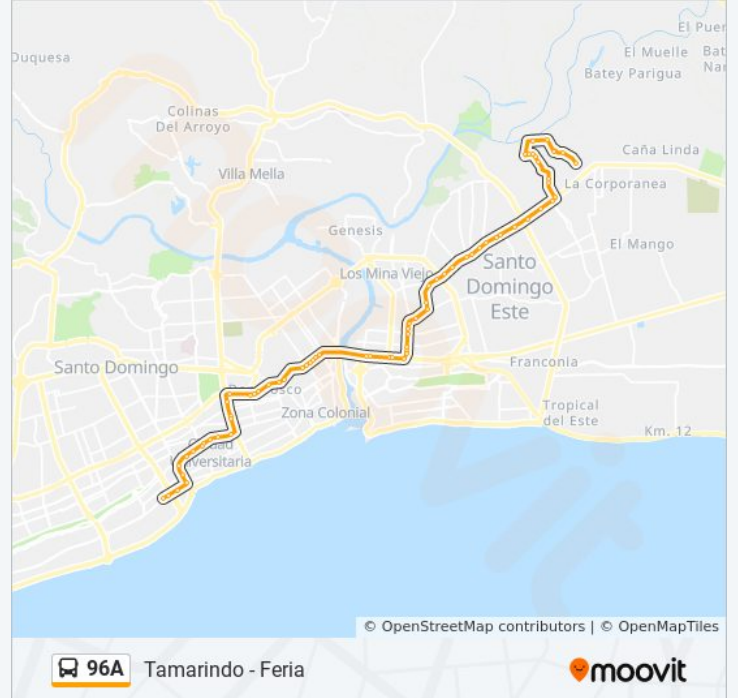 El Puer
Duquesa
El Muelle
Bat
Batey Parigua
Nar
Colinas
Del Arroyo
Caña Linda
Villa Mella
La Corporanea
Genesis
El Mango
Los Mina Viejo
Santo
Domingo
Este
Santo Domingo
Franconia
Zona Colonial
Tropical
del Este
Km. 12
Universitaria
© OpenStreetMap contributors | © OpenMapTiles
96A
Tamarindo - Feria
moovit